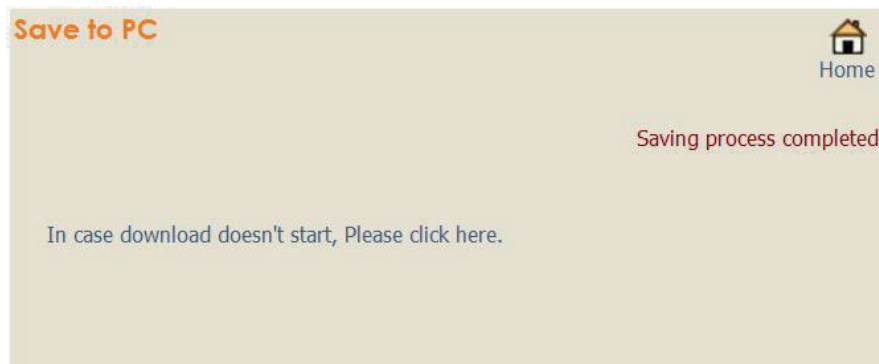 Save to PC
Home
Saving process completed
In case download doesn't start, Please click here.